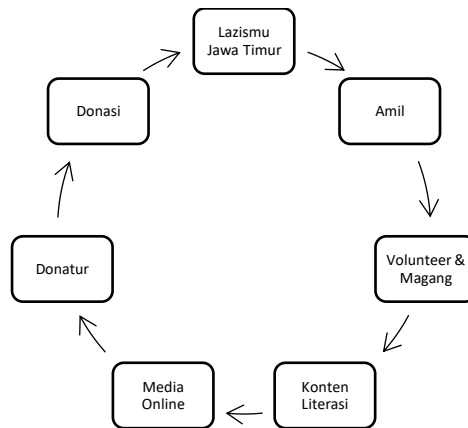 Lazismu
Jawa Timur
Amil
Volunteer &
Magang
Konten
Literasi
Media
Online
Donatur
Donasi